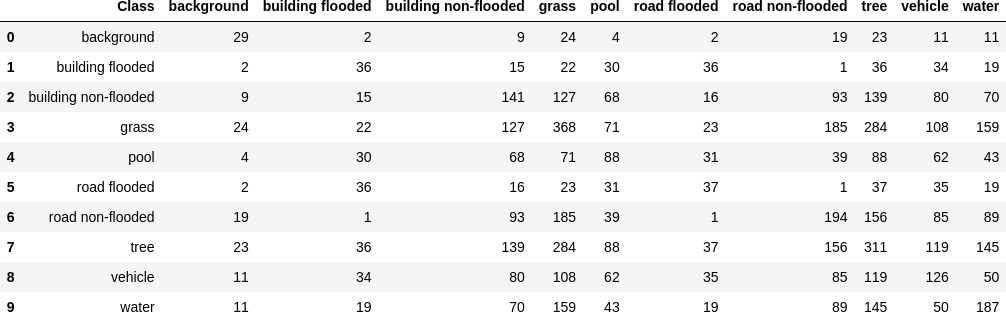 Class background building flooded building non-flooded grass pool road flooded road non-flooded tree vehicle water
0 background 29 2 9 24 4 2 19 23 11 11
1 building flooded 2 36 15 22 30 36 1 36 34 19
2 building non-flooded 9 15 141 127 68 16 93 139 80 70
3 grass 24 22 127 368 71 23 185 284 108 159
4 pool 4 30 68 71 88 31 39 88 62 43
5 road flooded 2 36 16 23 31 37 1 37 35 19
6 road non-flooded 19 1 93 185 39 1 194 156 85 89
7 tree 23 36 139 284 88 37 156 311 119 145
8 vehicle 11 34 80 108 62 35 85 119 126 50
9 water 11 19 70 159 43 19 89 145 50 187